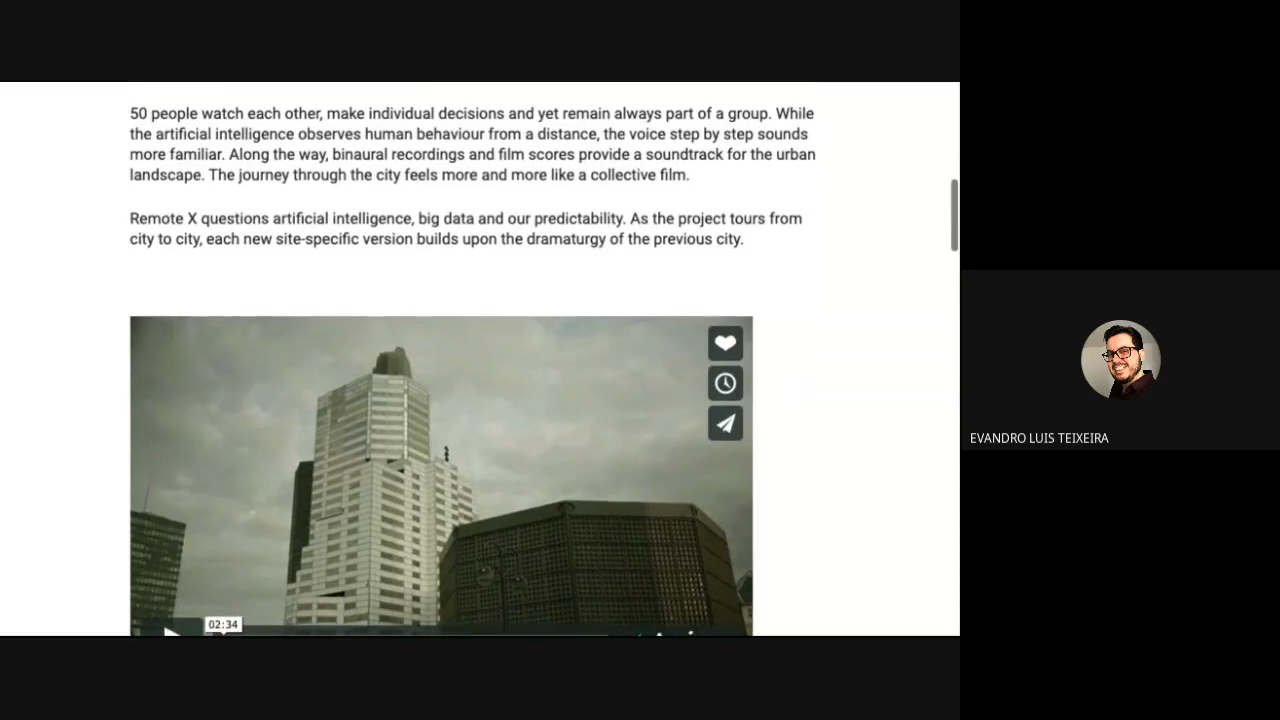 50 people watch each other, make individual decisions and yet remain always part of a group. While
the artificial intelligence observes human behaviour from a distance, the voice step by step sounds
more familiar. Along the way, binaural recordings and film scores provide a soundtrack for the urban
landscape. The journey through the city feels more and more like a collective film.
Remote X questions artificial intelligence, big data and our predictability. As the project tours from
city to city, each new site-specific version builds upon the dramaturgy of the previous city.
02:34
EVANDRO LUIS TEIXEIRA